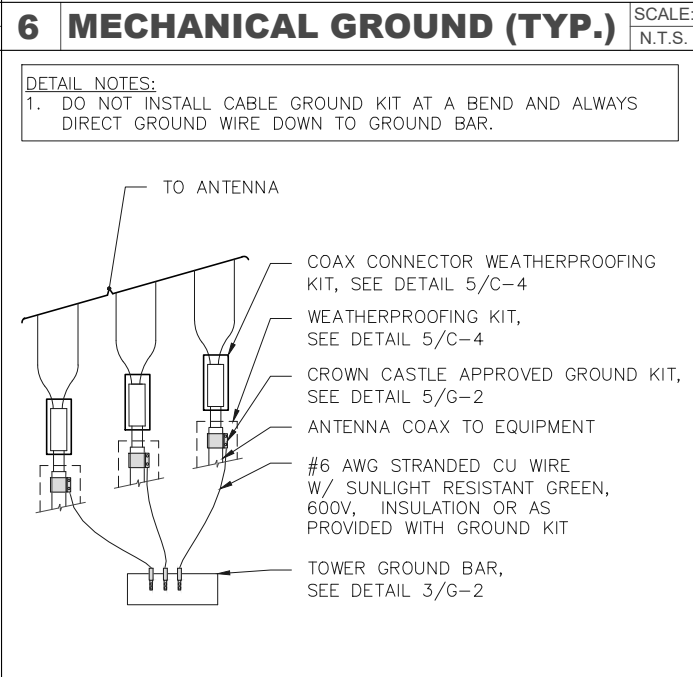 6 MECHANICAL GROUND (TYP.)
SCALE:
N.T.S.
DETAIL NOTES:
1. DO NOT INSTALL CABLE GROUND KIT AT A BEND AND ALWAYS
DIRECT GROUND WIRE DOWN TO GROUND BAR.
TO ANTENNA
COAX CONNECTOR WEATHERPROOFING
KIT, SEE DETAIL 5/C-4
WEATHERPROOFING KIT,
SEE DETAIL 5/C-4
CROWN CASTLE APPROVED GROUND KIT,
SEE DETAIL 5/G-2
ANTENNA COAX TO EQUIPMENT
#6 AWG STRANDED CU WIRE
W/ SUNLIGHT RESISTANT GREEN,
600V, INSULATION OR AS
PROVIDED WITH GROUND KIT
TOWER GROUND BAR,
SEE DETAIL 3/G-2